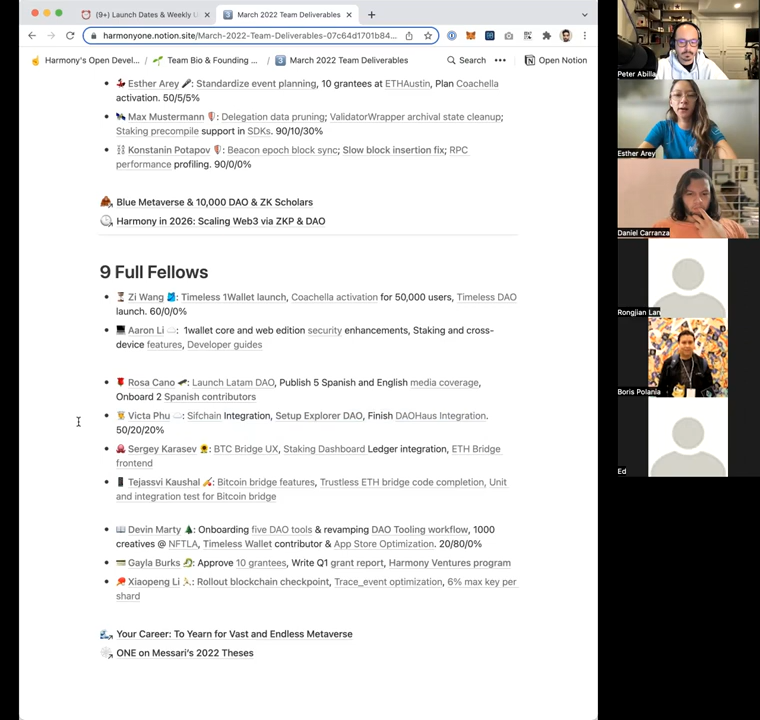 (9+) Launch Dates & Weekly U
March 2022 Team Deliverables
harmonyone.notion.site/March-2022-Team-Deliverables-07c64d1701b84...
Harmony's Open Devel... / Team Bio & Founding ... / March 2022 Team Deliverables
Search
Open Notion
Esther Arey : Standardize event planning, 10 grantees at ETHAustin, Plan Coachella
activation. 50/5/5%
Max Mustermann : Delegation data pruning; ValidatorWrapper archival state cleanup;
Staking precompile support in SDKs. 90/10/30%
Konstanin Potapov : Beacon epoch block sync; Slow block insertion fix; RPC
performance profiling. 90/0/0%
Blue Metaverse & 10,000 DAO & ZK Scholars
Harmony in 2026: Scaling Web3 via ZKP & DAO
9 Full Fellows
Zi Wang : Timeless 1Wallet launch, Coachella activation for 50,000 users, Timeless DAO
launch. 60/0/0%
Aaron Li : 1wallet core and web edition security enhancements, Staking and cross-
device features, Developer guides
Rosa Cano : Launch Latam DAO, Publish 5 Spanish and English media coverage,
Onboard 2 Spanish contributors
Victa Phu : Sifchain Integration, Setup Explorer DAO, Finish DAOHaus Integration.
50/20/20%
Sergey Karasev : BTC Bridge UX, Staking Dashboard Ledger integration, ETH Bridge
frontend
Tejassvi Kaushal : Bitcoin bridge features, Trustless ETH bridge code completion, Unit
and integration test for Bitcoin bridge
Devin Marty : Onboarding five DAO tools & revamping DAO Tooling workflow, 1000
creatives @ NFTLA, Timeless Wallet contributor & App Store Optimization. 20/80/0%
Gayla Burks : Approve 10 grantees, Write Q1 grant report, Harmony Ventures program
Xiaopeng Li : Rollout blockchain checkpoint, Trace_event optimization, 6% max key per
shard
Your Career: To Yearn for Vast and Endless Metaverse
ONE on Messari's 2022 Theses
Peter Abilla
Esther Arey
Daniel Carranza
Rongjian Lan
Boris Polania
Ed